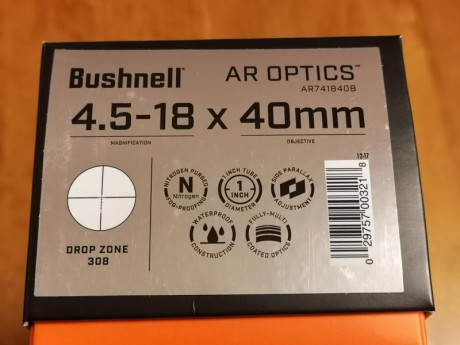 Bushnell®
AR OPTICS™
AR741840B
4.5-18 x 40mm
MAGNIFICATION
OBJECTIVE
NITROGEN PURGED
N
Nitrogen
FOG-PROOFING
1 INCH TUBE
1
INCH
DIAMETER
SIDE PARALLAX
ADJUSTMENT
WATERPROOF
CONSTRUCTION
FULLY-MULTI
COATED OPTICS
DROP ZONE
308
12-17
0 29757 00321 8